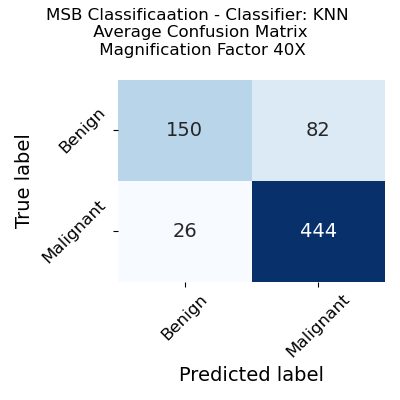 MSB Classificaation - Classifier: KNN
Average Confusion Matrix
Magnification Factor 40X
True label
Benign
150
82
Malignant
26
444
Benign
Malignant
Predicted label